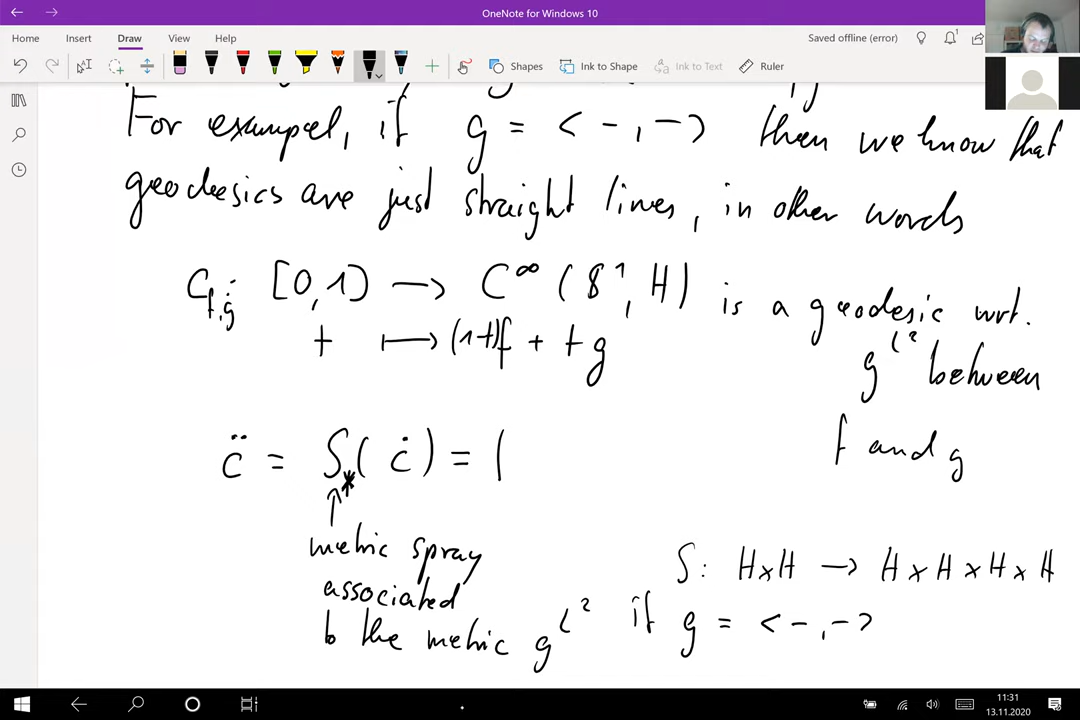 OneNote for Windows 10
Home Insert Draw View Help Saved offline (error)
Shapes Ink to Shape Ink to Text Ruler
For exampel, if g = < - , - > then we know that
geodesics are just straight lines, in other words
C_{f,g}: [0,1) → C^∞ (S^1, H) is a geodesic wrt.
t ↦ (1-t)f + tg g^{L^2} between
f and g
c̈ = S_*( ċ ) = (
↑
metric spray
associated
to the metric g^{L^2}
S: H×H → H×H×H×H
if g = < - , - >
11:31
13.11.2020